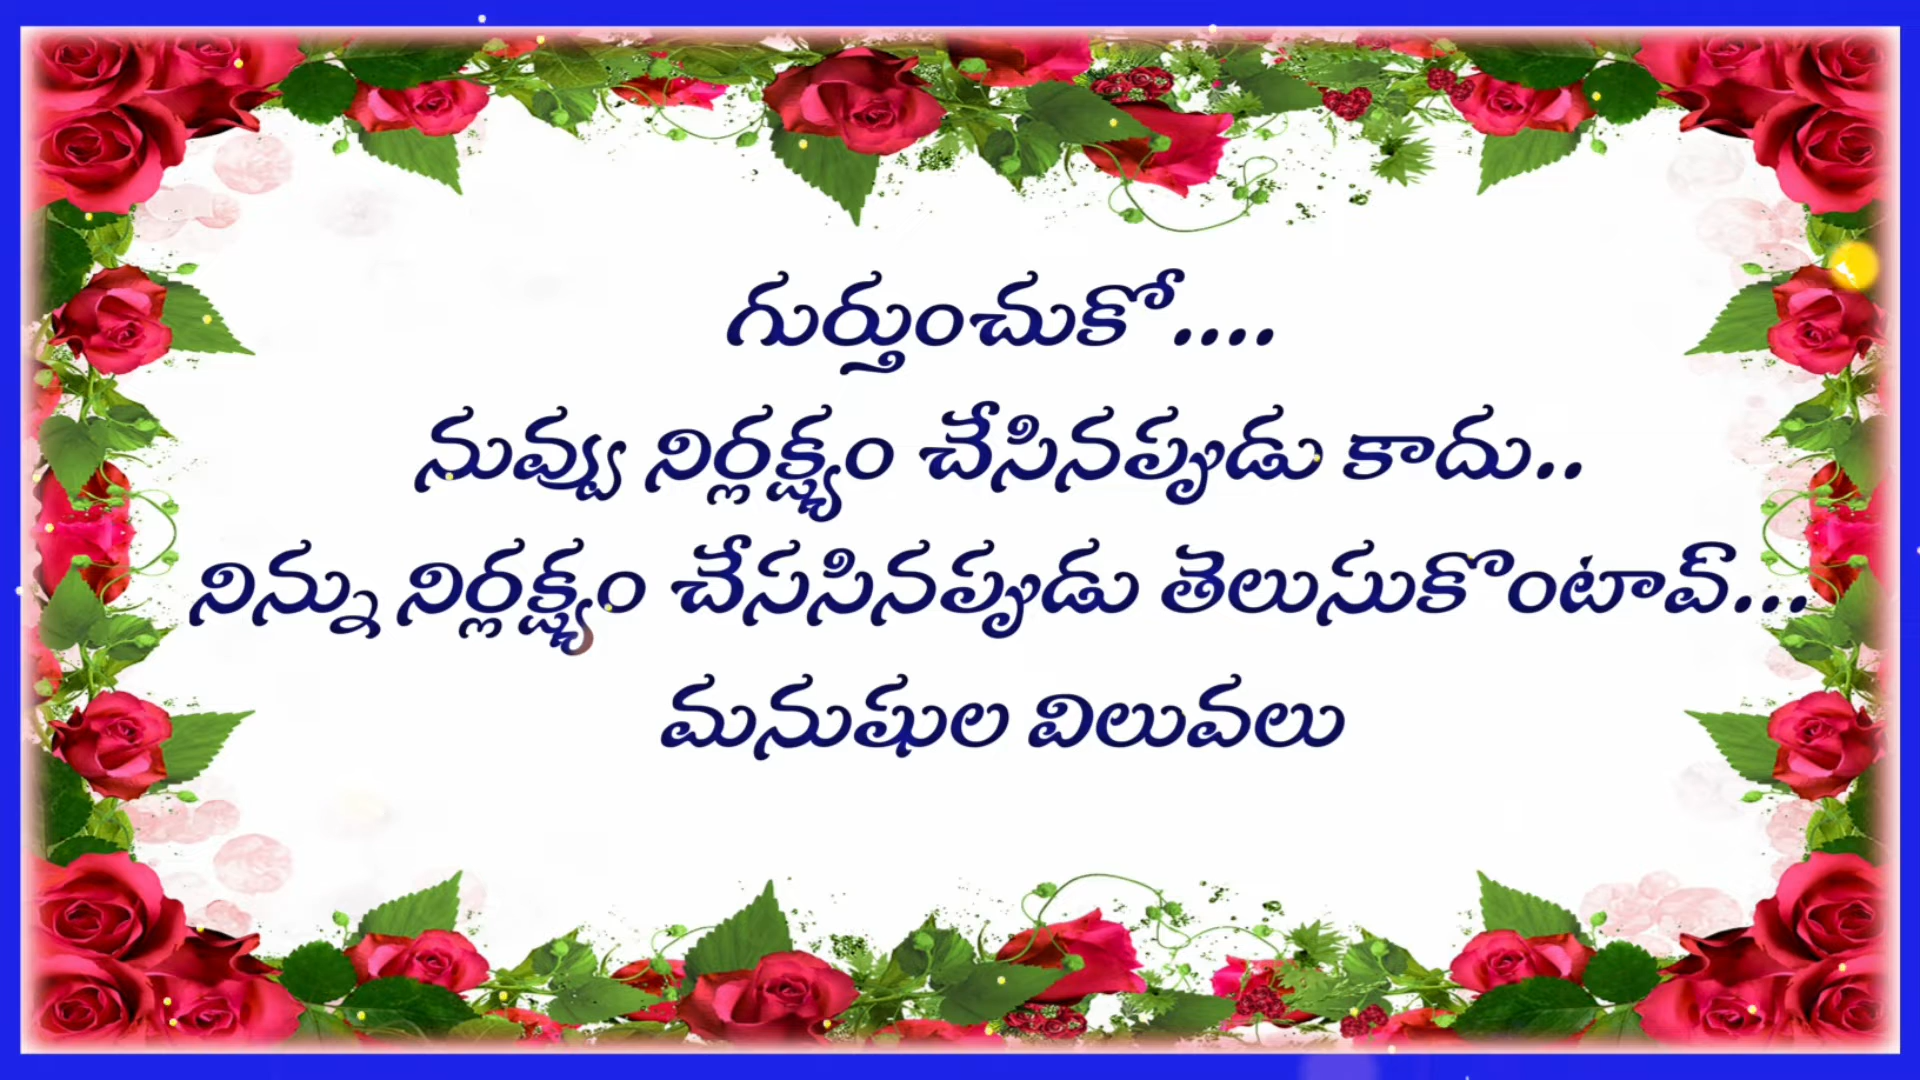 గుర్తుంచుకో....
నువ్వు నిర్లక్ష్యం చేసినపుడు కాదు..
నిన్ను నిర్లక్ష్యం చేససినపుడు తెలుసుకొంటావ్...
మనుషుల విలువలు